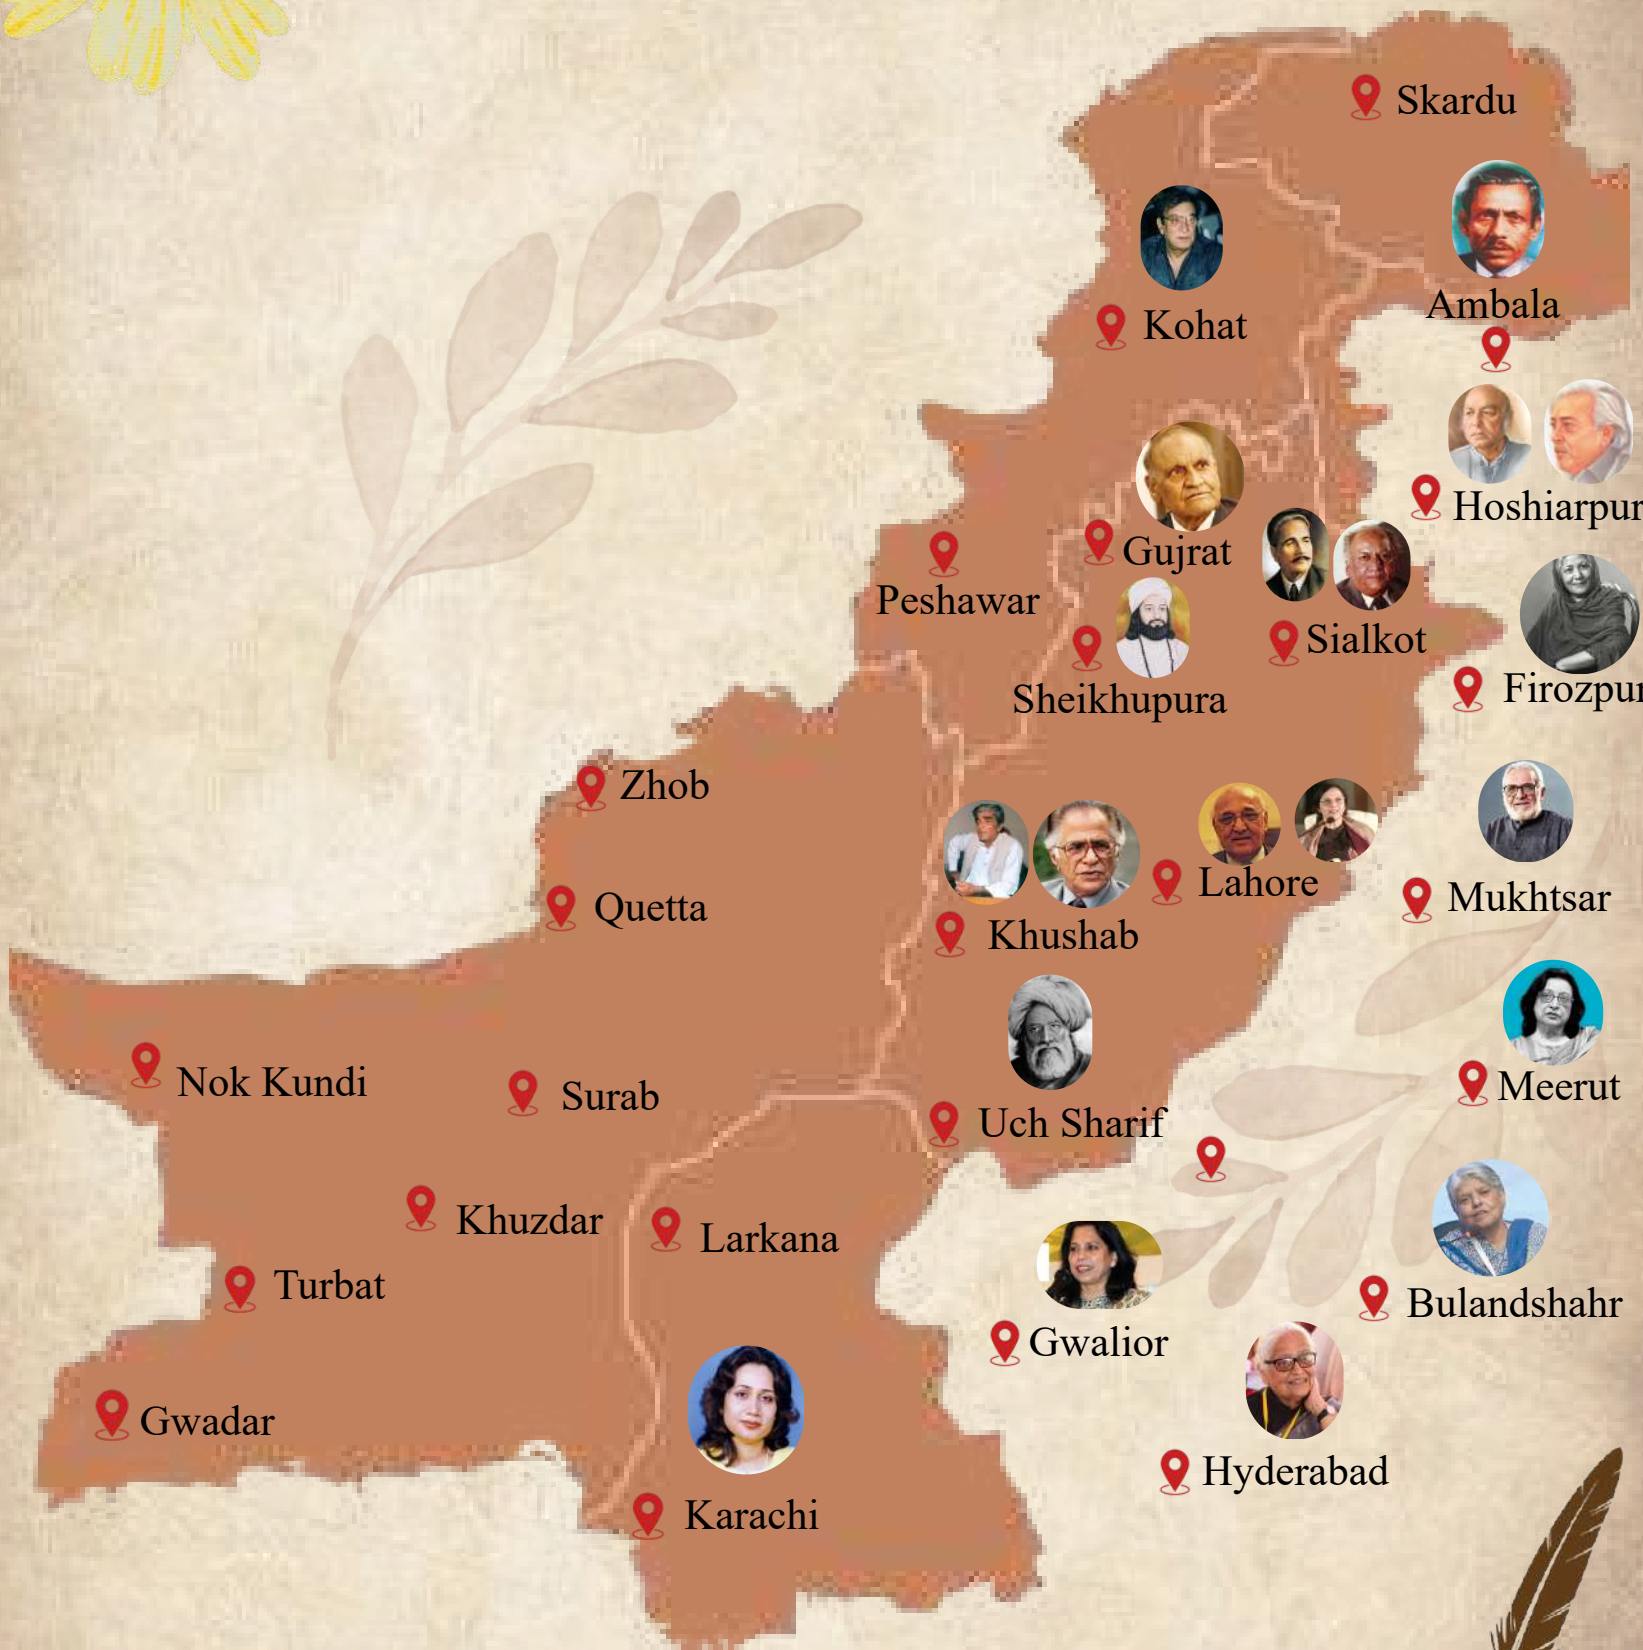 Skardu
Ambala
Kohat
Hoshiarpur
Gujrat
Peshawar
Sialkot
Sheikhupura
Firozpur
Zhob
Lahore
Mukhtsar
Quetta
Khushab
Nok Kundi
Surab
Meerut
Uch Sharif
Khuzdar
Larkana
Turbat
Bulandshahr
Gwalior
Gwadar
Hyderabad
Karachi